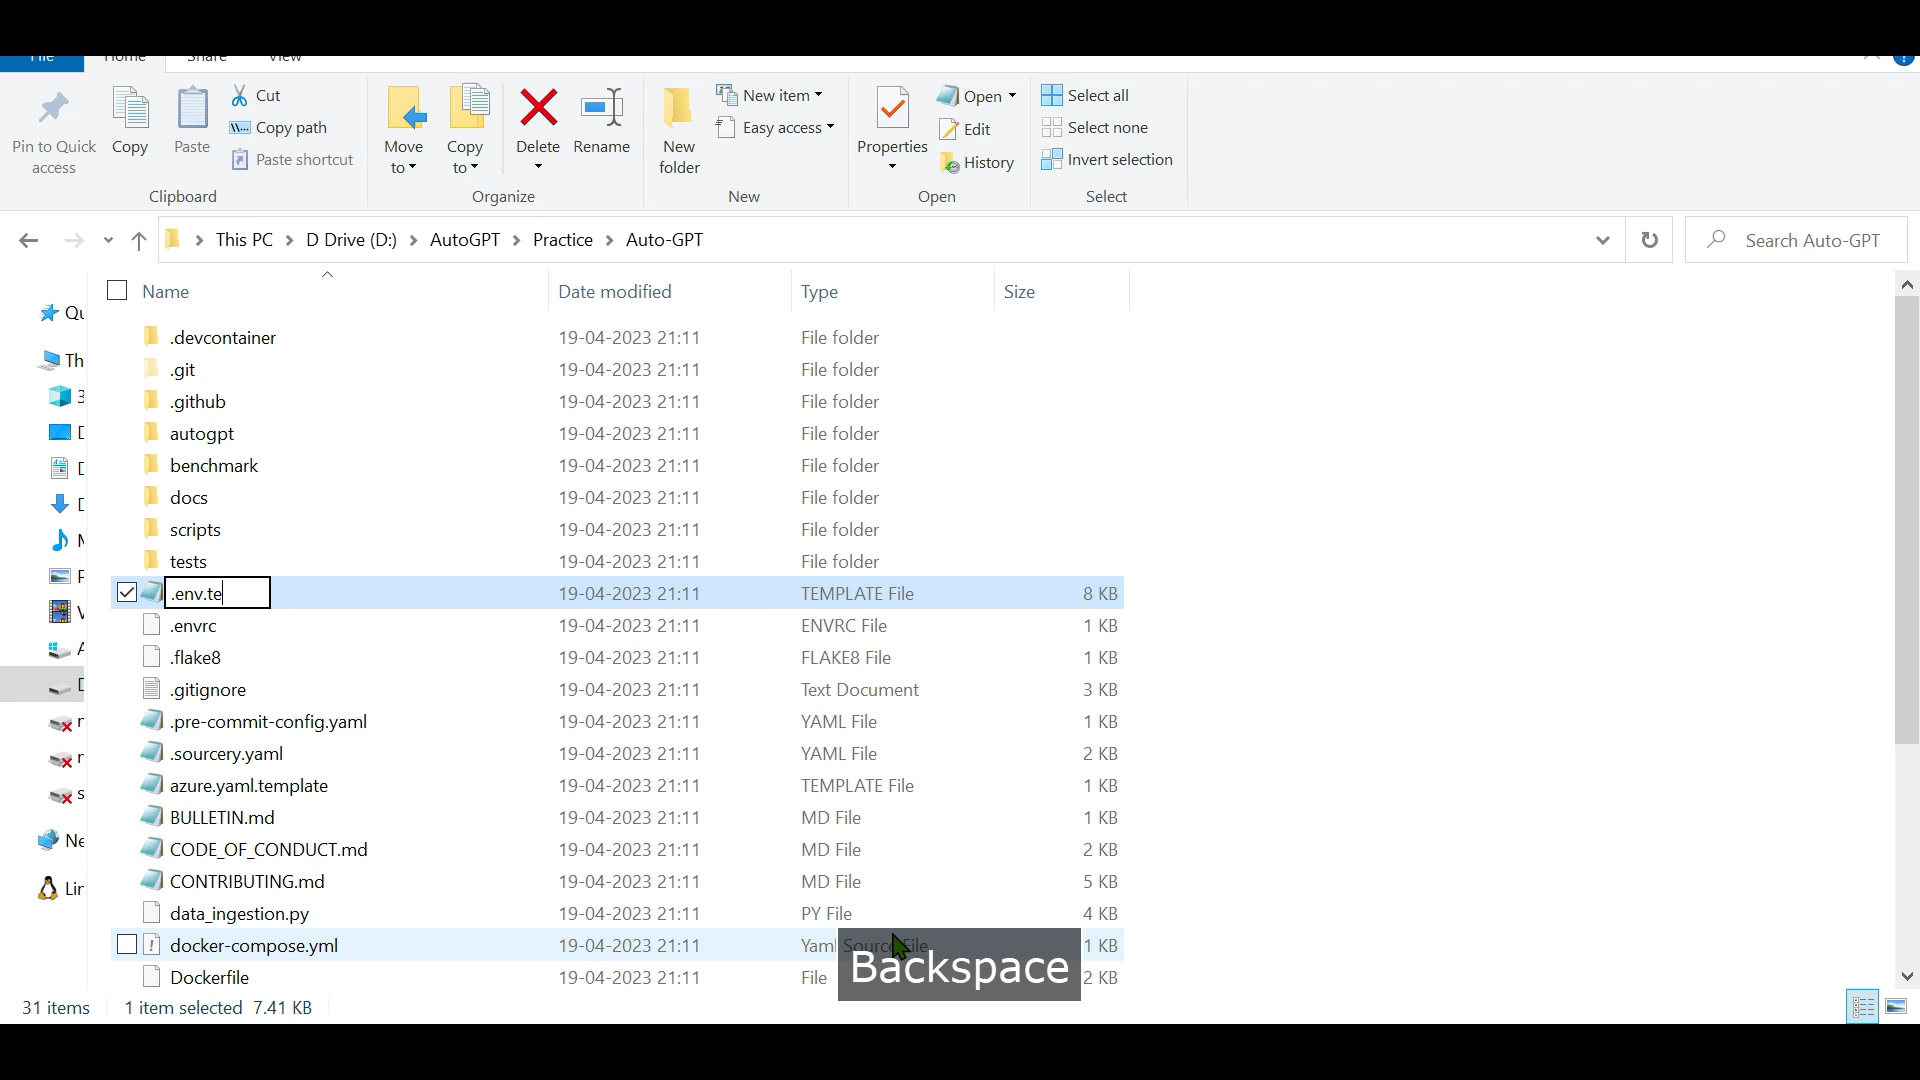 File Home Share View
Pin to Quick access
Copy
Paste
Cut
Copy path
Paste shortcut
Clipboard
Move to
Copy to
Delete
Rename
Organize
New folder
New item
Easy access
New
Properties
Open
Edit
History
Open
Select all
Select none
Invert selection
Select
This PC D Drive (D:) AutoGPT Practice Auto-GPT
Search Auto-GPT
Name Date modified Type Size
Qu
Th
3
Ne
Lin
.devcontainer 19-04-2023 21:11 File folder
.git 19-04-2023 21:11 File folder
.github 19-04-2023 21:11 File folder
autogpt 19-04-2023 21:11 File folder
benchmark 19-04-2023 21:11 File folder
docs 19-04-2023 21:11 File folder
scripts 19-04-2023 21:11 File folder
tests 19-04-2023 21:11 File folder
.env.te 19-04-2023 21:11 TEMPLATE File 8 KB
.envrc 19-04-2023 21:11 ENVRC File 1 KB
.flake8 19-04-2023 21:11 FLAKE8 File 1 KB
.gitignore 19-04-2023 21:11 Text Document 3 KB
.pre-commit-config.yaml 19-04-2023 21:11 YAML File 1 KB
.sourcery.yaml 19-04-2023 21:11 YAML File 2 KB
azure.yaml.template 19-04-2023 21:11 TEMPLATE File 1 KB
BULLETIN.md 19-04-2023 21:11 MD File 1 KB
CODE_OF_CONDUCT.md 19-04-2023 21:11 MD File 2 KB
CONTRIBUTING.md 19-04-2023 21:11 MD File 5 KB
data_ingestion.py 19-04-2023 21:11 PY File 4 KB
docker-compose.yml 19-04-2023 21:11 Yaml Source File 1 KB
Dockerfile 19-04-2023 21:11 File 2 KB
Backspace
31 items 1 item selected 7.41 KB